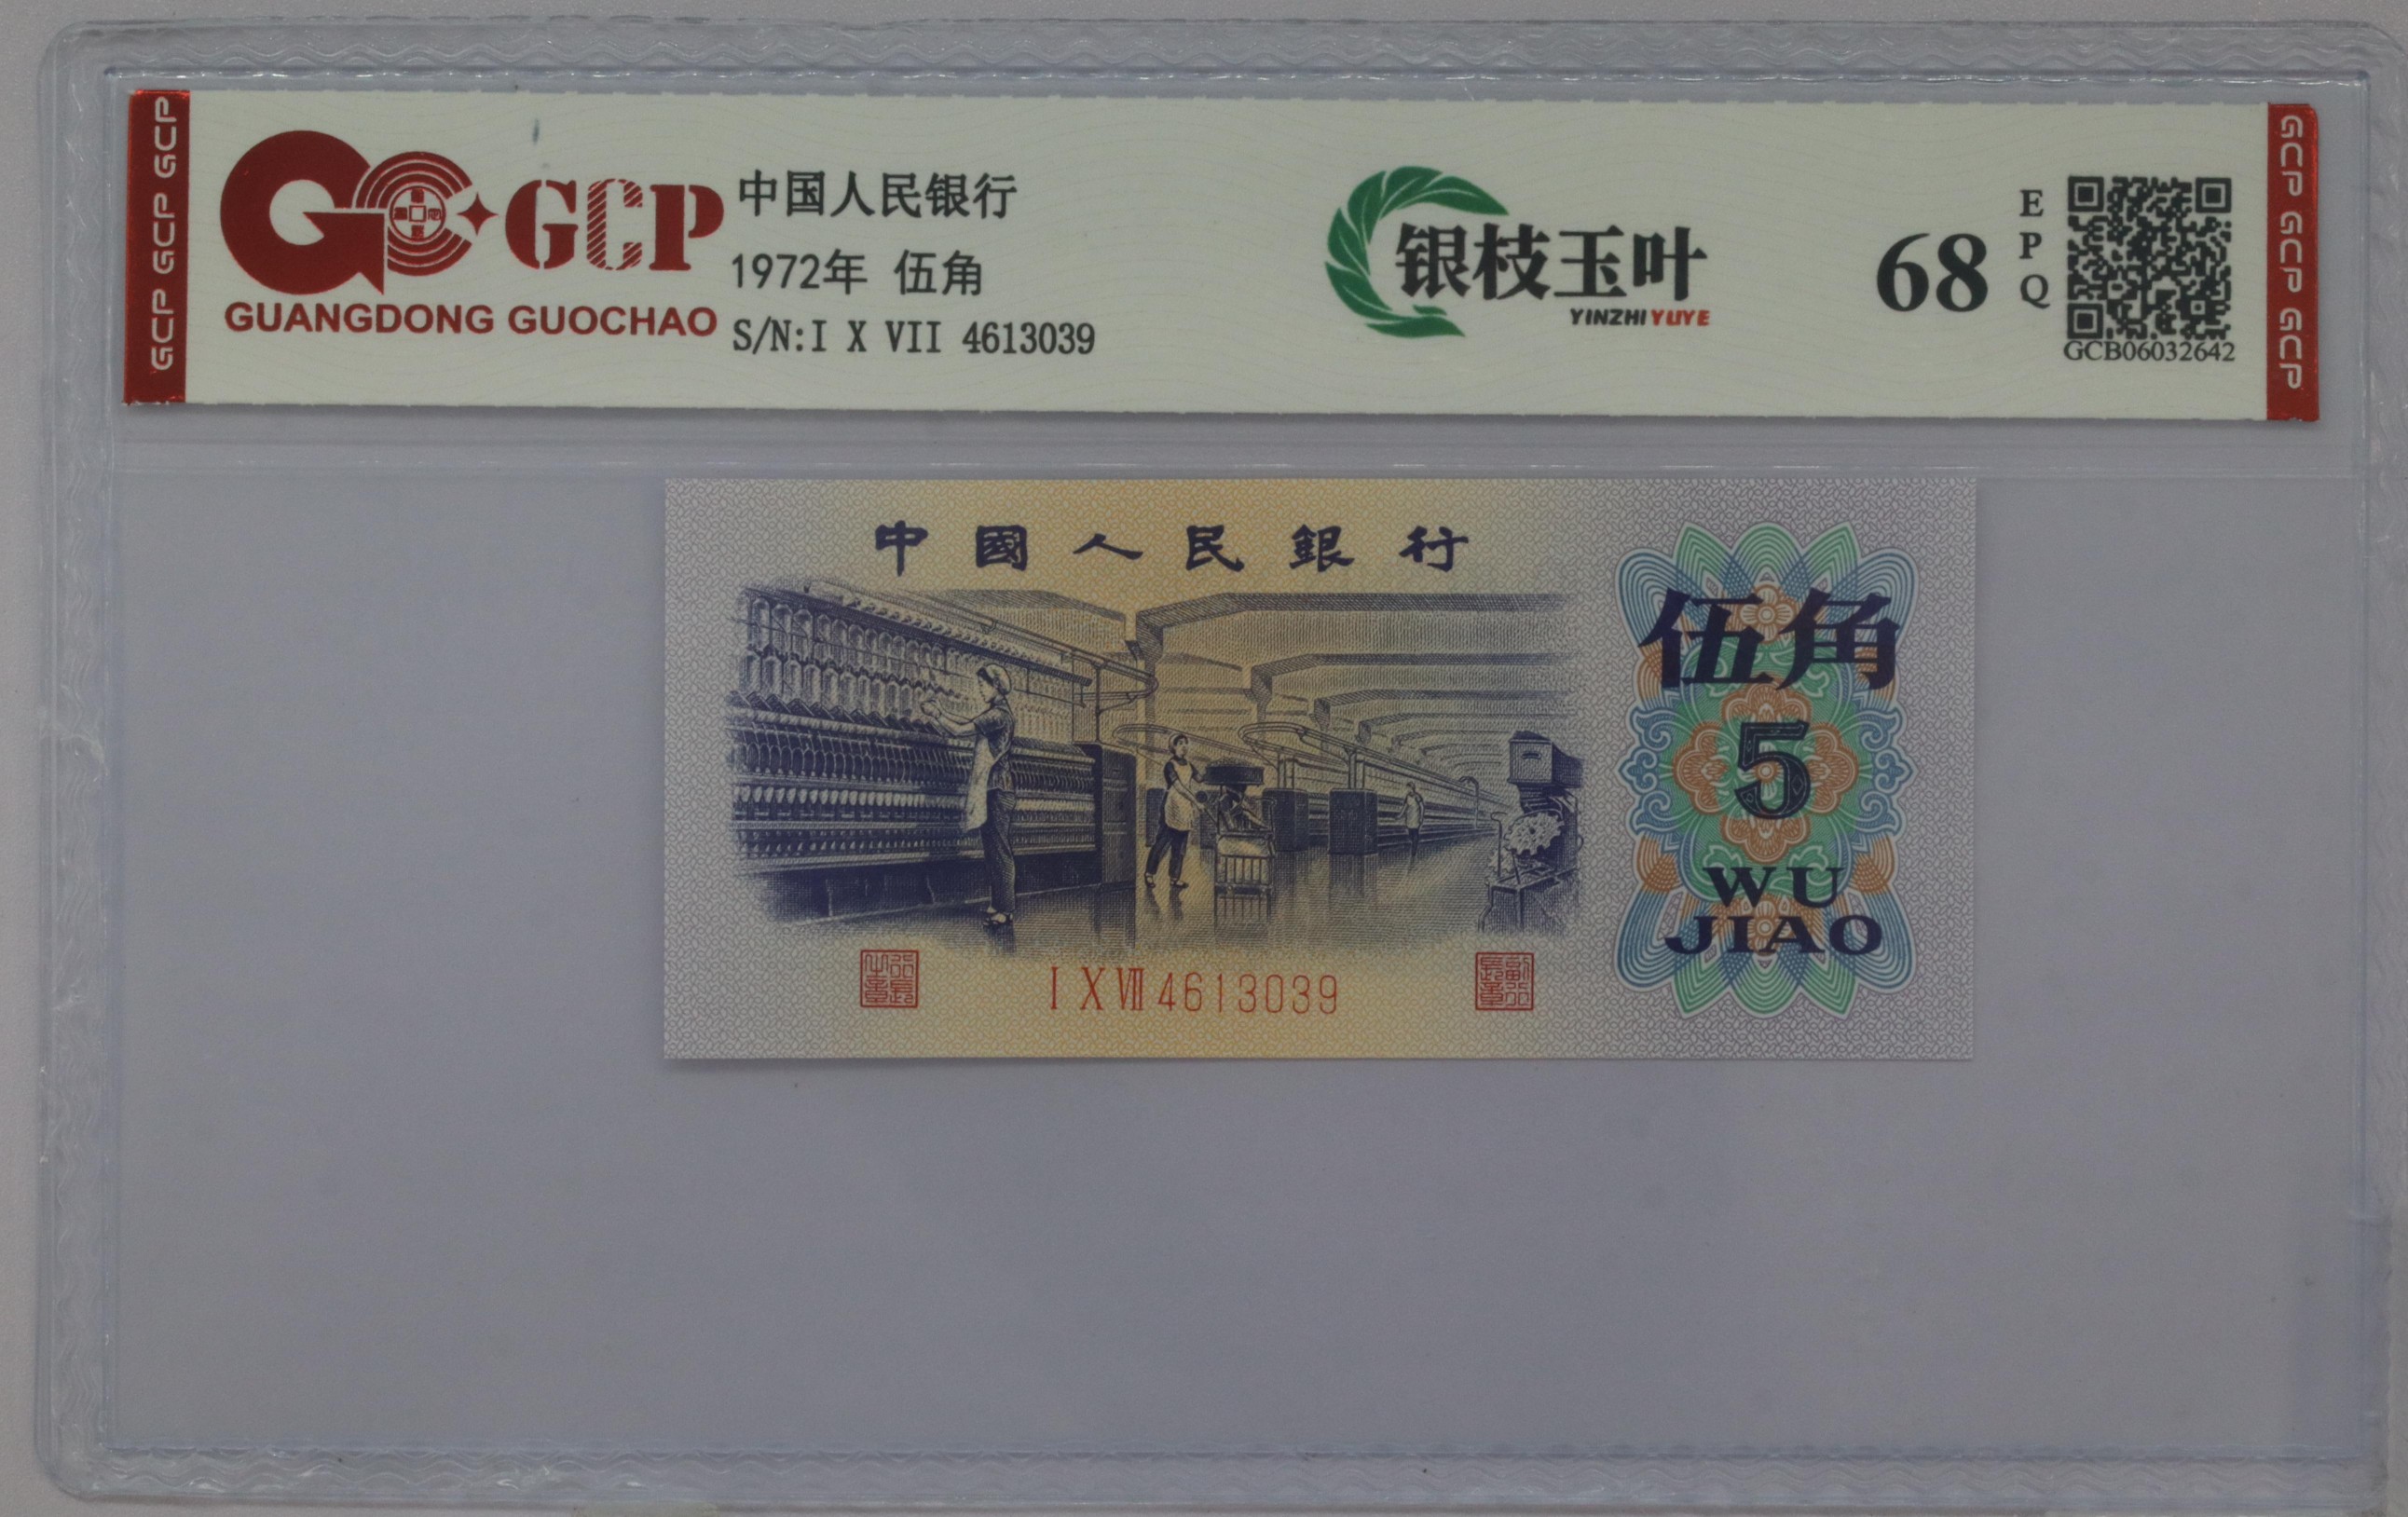 GCP GCP GCP
GCP
GUANGDONG GUOCHAO
中国人民银行
1972年 伍角
S/N:I X VII 4613039
银枝玉叶
YINZHI YUYE
68
E
P
Q
GCB06032642
GCP GCP GCP
中國人民銀行
伍角
5
WU
JIAO
I X VII 4613039